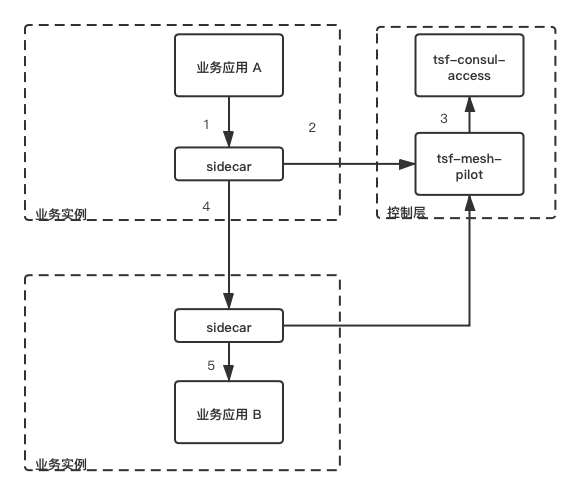 业务应用 A
tsf-consul-
access
1
2
3
sidecar
tsf-mesh-
pilot
4
业务实例
控制层
sidecar
5
业务应用 B
业务实例